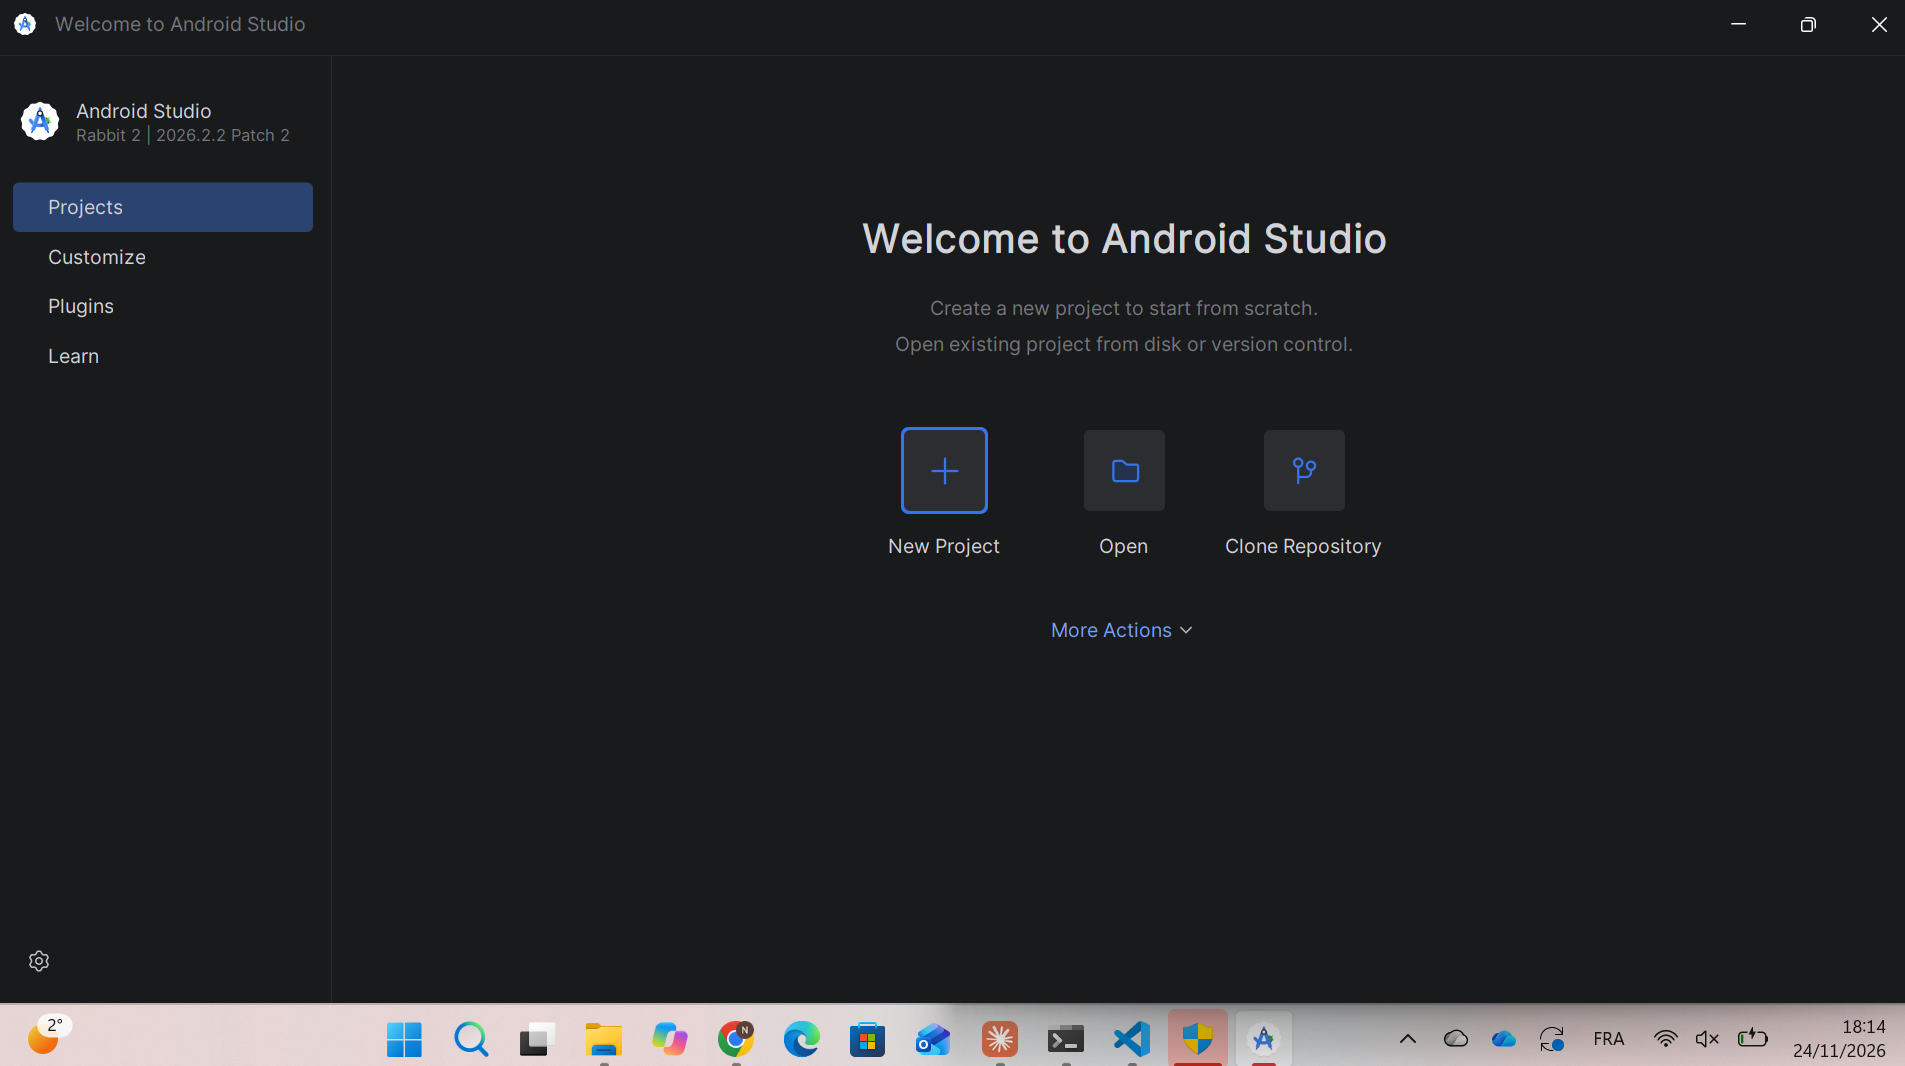 Welcome to Android Studio
Android Studio
Rabbit 2 | 2026.2.2 Patch 2
Projects
Customize
Plugins
Learn
Welcome to Android Studio
Create a new project to start from scratch.
Open existing project from disk or version control.
New Project
Open
Clone Repository
More Actions
2°
N
FRA
18:14
24/11/2026